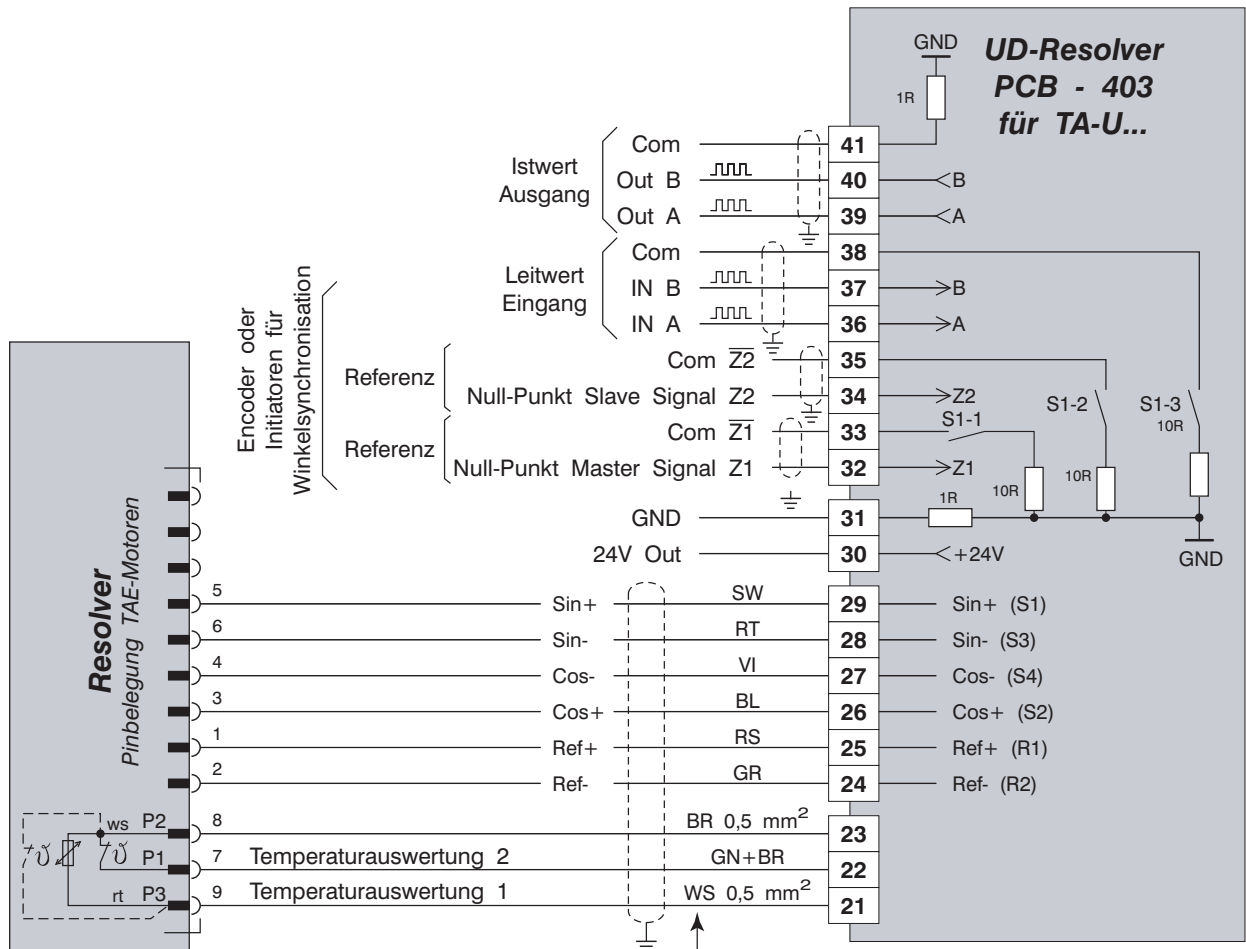 GND
UD-Resolver
PCB - 403
für TA-U...
1R
Istwert
Ausgang
Com
Out B
Out A
41
40
39
B
A
Leitwert
Eingang
Com
IN B
IN A
38
37
36
B
A
Encoder oder
Initiatoren für
Winkelsynchronisation
Referenz
Com Z̅2̅
35
Null-Punkt Slave Signal Z2
34
Z2
Referenz
Com Z̅1̅
33
Null-Punkt Master Signal Z1
32
Z1
S1-1
S1-2
S1-3
10R
10R
10R
GND
31
1R
24V Out
30
+24V
GND
Resolver
Pinbelegung TAE-Motoren
5 Sin+ SW 29 Sin+ (S1)
6 Sin- RT 28 Sin- (S3)
4 Cos- VI 27 Cos- (S4)
3 Cos+ BL 26 Cos+ (S2)
1 Ref+ RS 25 Ref+ (R1)
2 Ref- GR 24 Ref- (R2)
ws P2 8 BR 0,5 mm² 23
ϑ ϑ P1 7 Temperaturauswertung 2 GN+BR 22
rt P3 9 Temperaturauswertung 1 WS 0,5 mm² 21